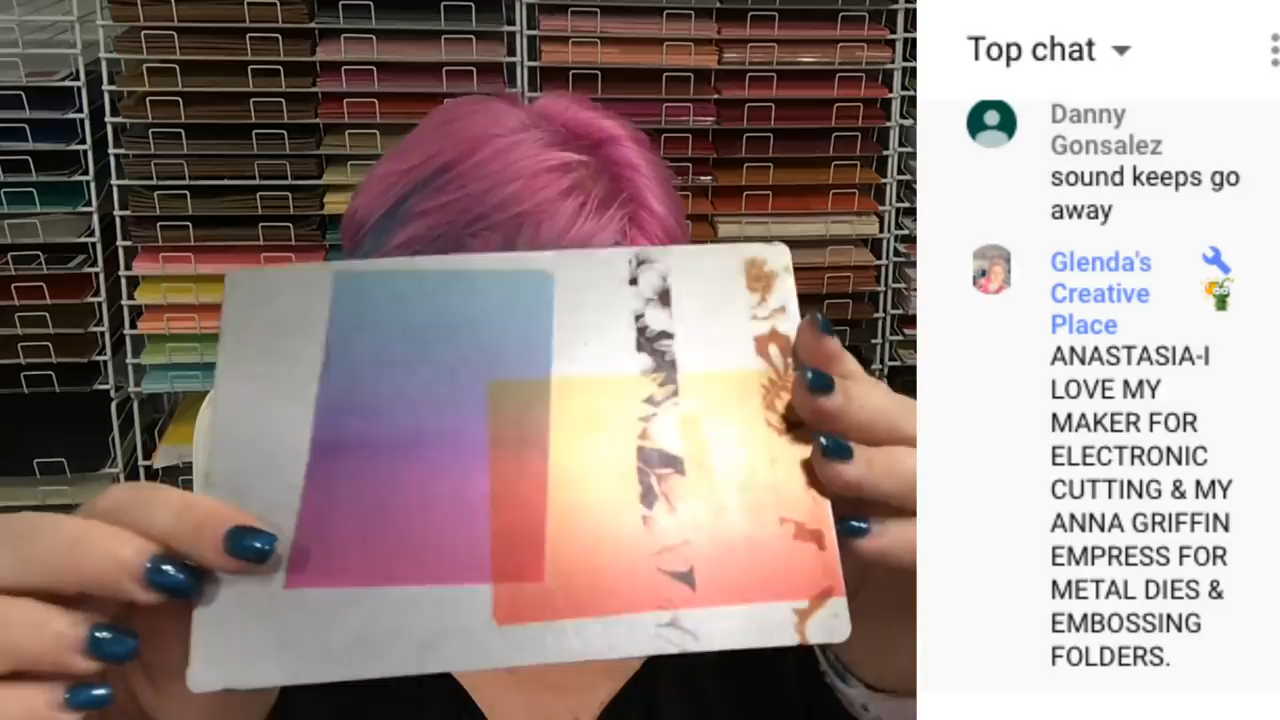 Top chat
Danny
Gonsalez
sound keeps go
away
Glenda's
Creative
Place
ANASTASIA-I
LOVE MY
MAKER FOR
ELECTRONIC
CUTTING & MY
ANNA GRIFFIN
EMPRESS FOR
METAL DIES &
EMBOSSING
FOLDERS.